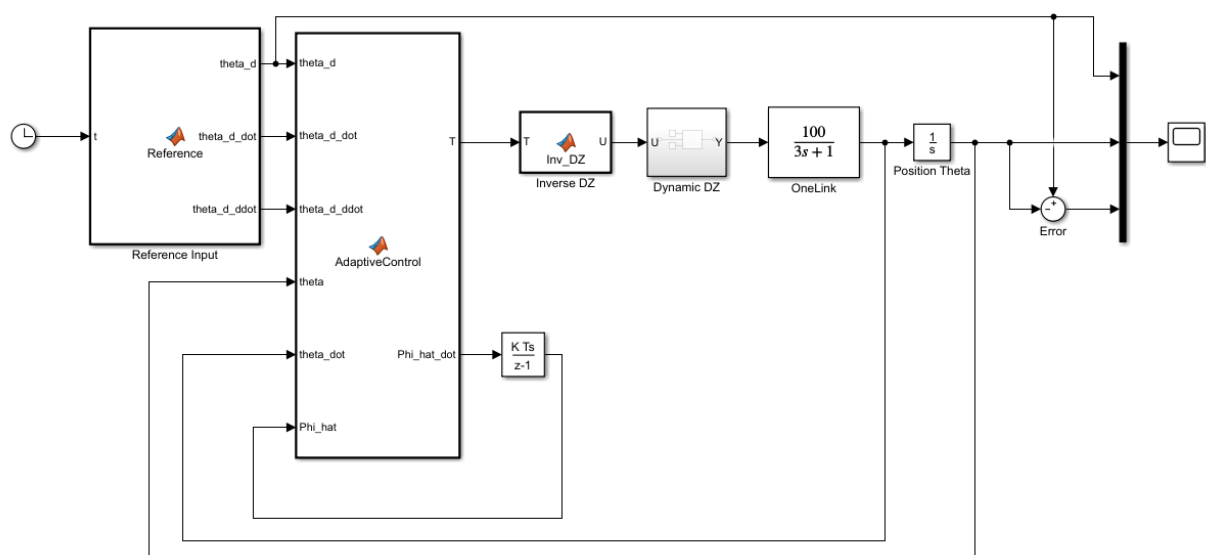 t
Reference
theta_d
theta_d_dot
theta_d_ddot
Reference Input
theta_d
theta_d_dot
theta_d_ddot
theta
theta_dot
Phi_hat
AdaptiveControl
T
Phi_hat_dot
K Ts
z-1
T
U
Inv_DZ
Inverse DZ
U
Y
Dynamic DZ
100
3s + 1
OneLink
1
s
Position Theta
+
−
Error